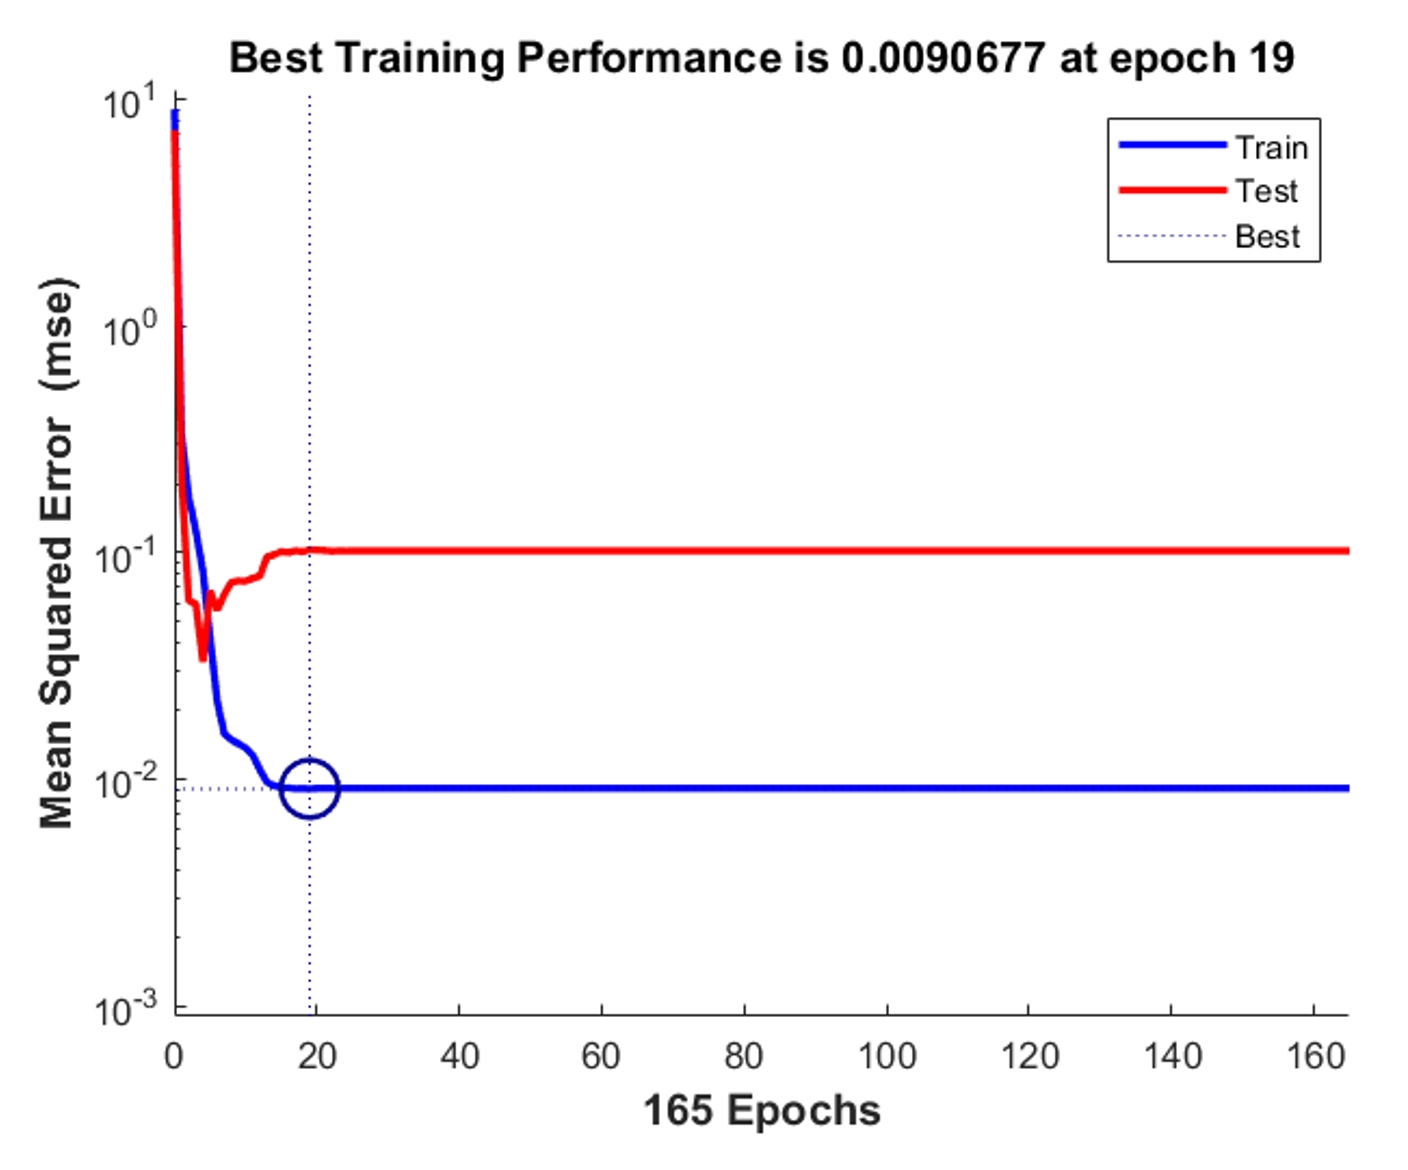 Best Training Performance is 0.0090677 at epoch 19
Train
Test
Best
Mean Squared Error (mse)
10^1
10^0
10^-1
10^-2
10^-3
0 20 40 60 80 100 120 140 160
165 Epochs